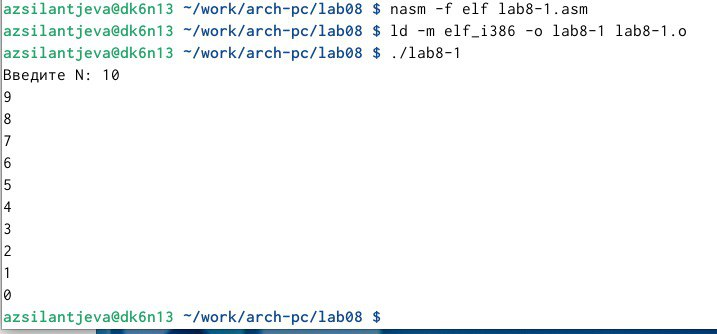 azsilantjeva@dk6n13 ~/work/arch-pc/lab08 $ nasm -f elf lab8-1.asm
azsilantjeva@dk6n13 ~/work/arch-pc/lab08 $ ld -m elf_i386 -o lab8-1 lab8-1.o
azsilantjeva@dk6n13 ~/work/arch-pc/lab08 $ ./lab8-1
Введите N: 10
9
8
7
6
5
4
3
2
1
0
azsilantjeva@dk6n13 ~/work/arch-pc/lab08 $